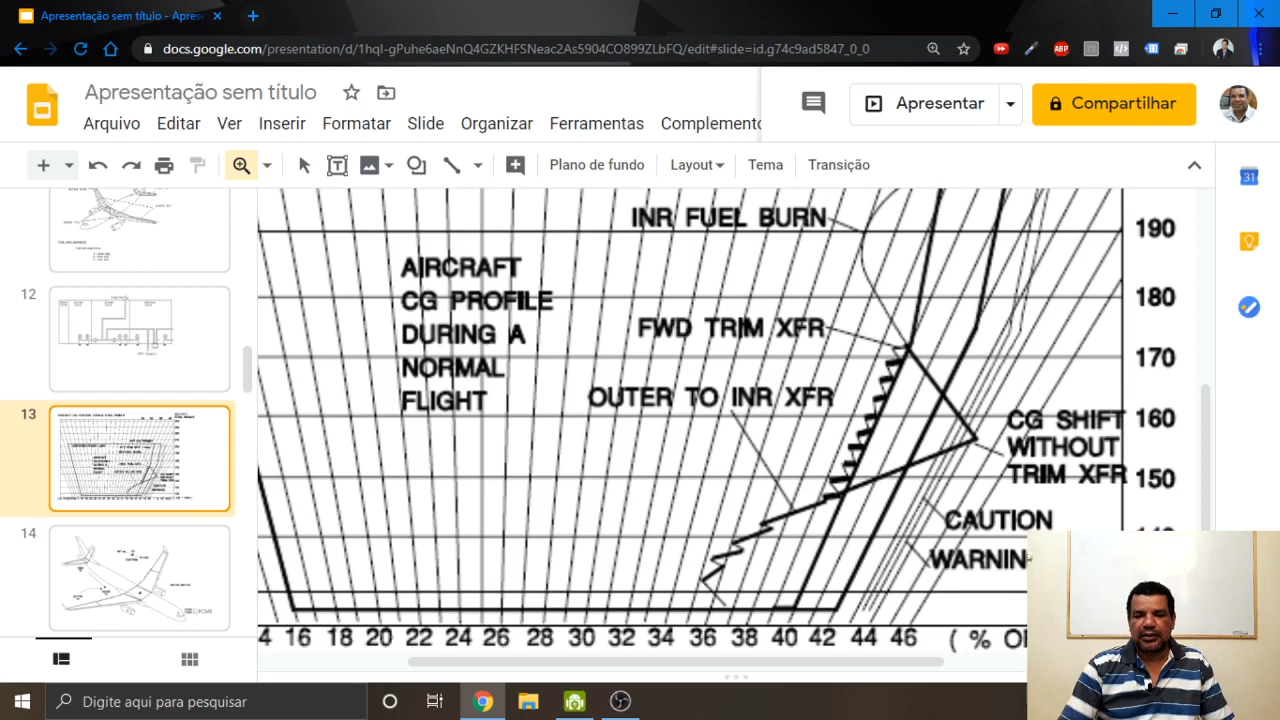 Apresentação sem título - Aprese
docs.google.com/presentation/d/1hqI-gPuhe6aeNnQ4GZKHFSNeac2As5904CO899ZLbFQ/edit#slide=id.g74c9ad5847_0_0
ABP
Apresentação sem título
Apresentar
Compartilhar
Arquivo Editar Ver Inserir Formatar Slide Organizar Ferramentas Complemento
Plano de fundo Layout Tema Transição
31
12
13
14
INR FUEL BURN
190
AIRCRAFT
CG PROFILE
DURING A
NORMAL
FLIGHT
180
FWD TRIM XFR
170
OUTER TO INR XFR
160
CG SHIFT
WITHOUT
TRIM XFR
150
CAUTION
WARNIN
4 16 18 20 22 24 26 28 30 32 34 36 38 40 42 44 46 ( % O
Digite aqui para pesquisar